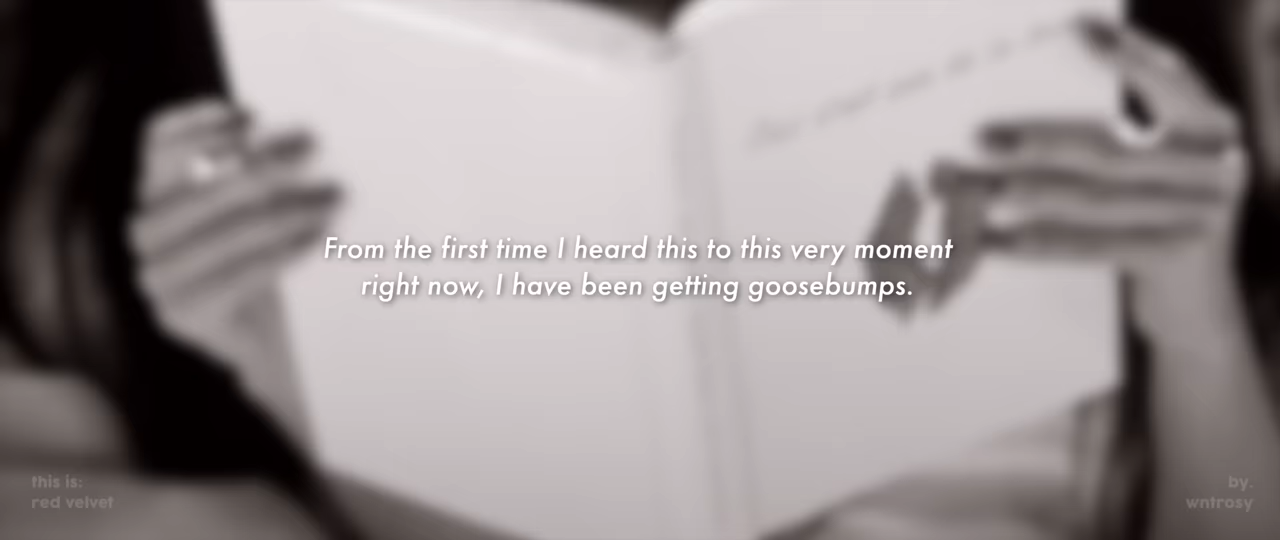 From the first time I heard this to this very moment
right now, I have been getting goosebumps.
this is:
red velvet
by.
wntrosy